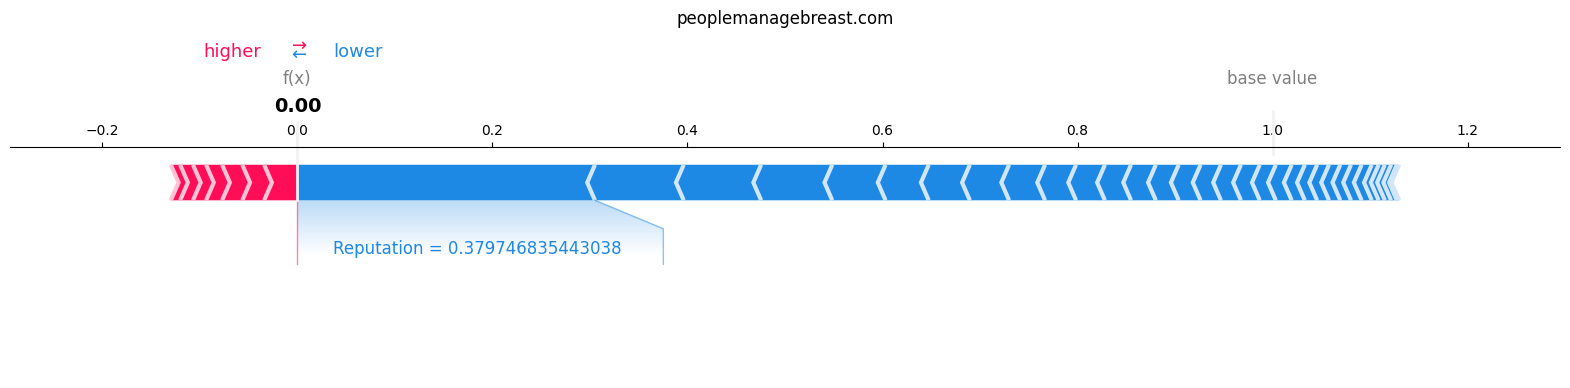 peoplemanagebreast.com
higher → ← lower
f(x)
base value
0.00
−0.2 0.0 0.2 0.4 0.6 0.8 1.0 1.2
Reputation = 0.379746835443038